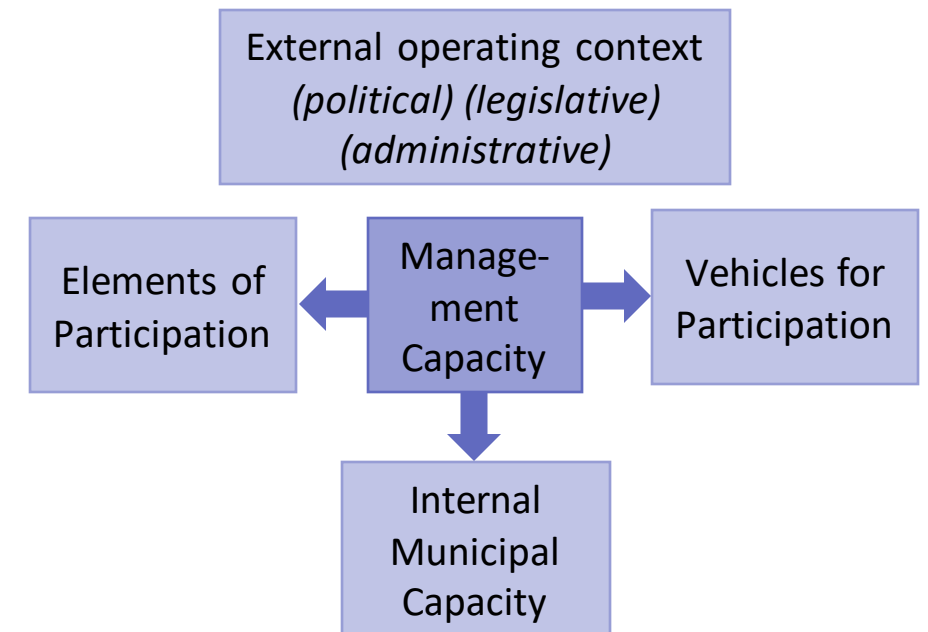 External operating context
(political) (legislative)
(administrative)
Elements of
Participation
Manage-
ment
Capacity
Vehicles for
Participation
Internal
Municipal
Capacity